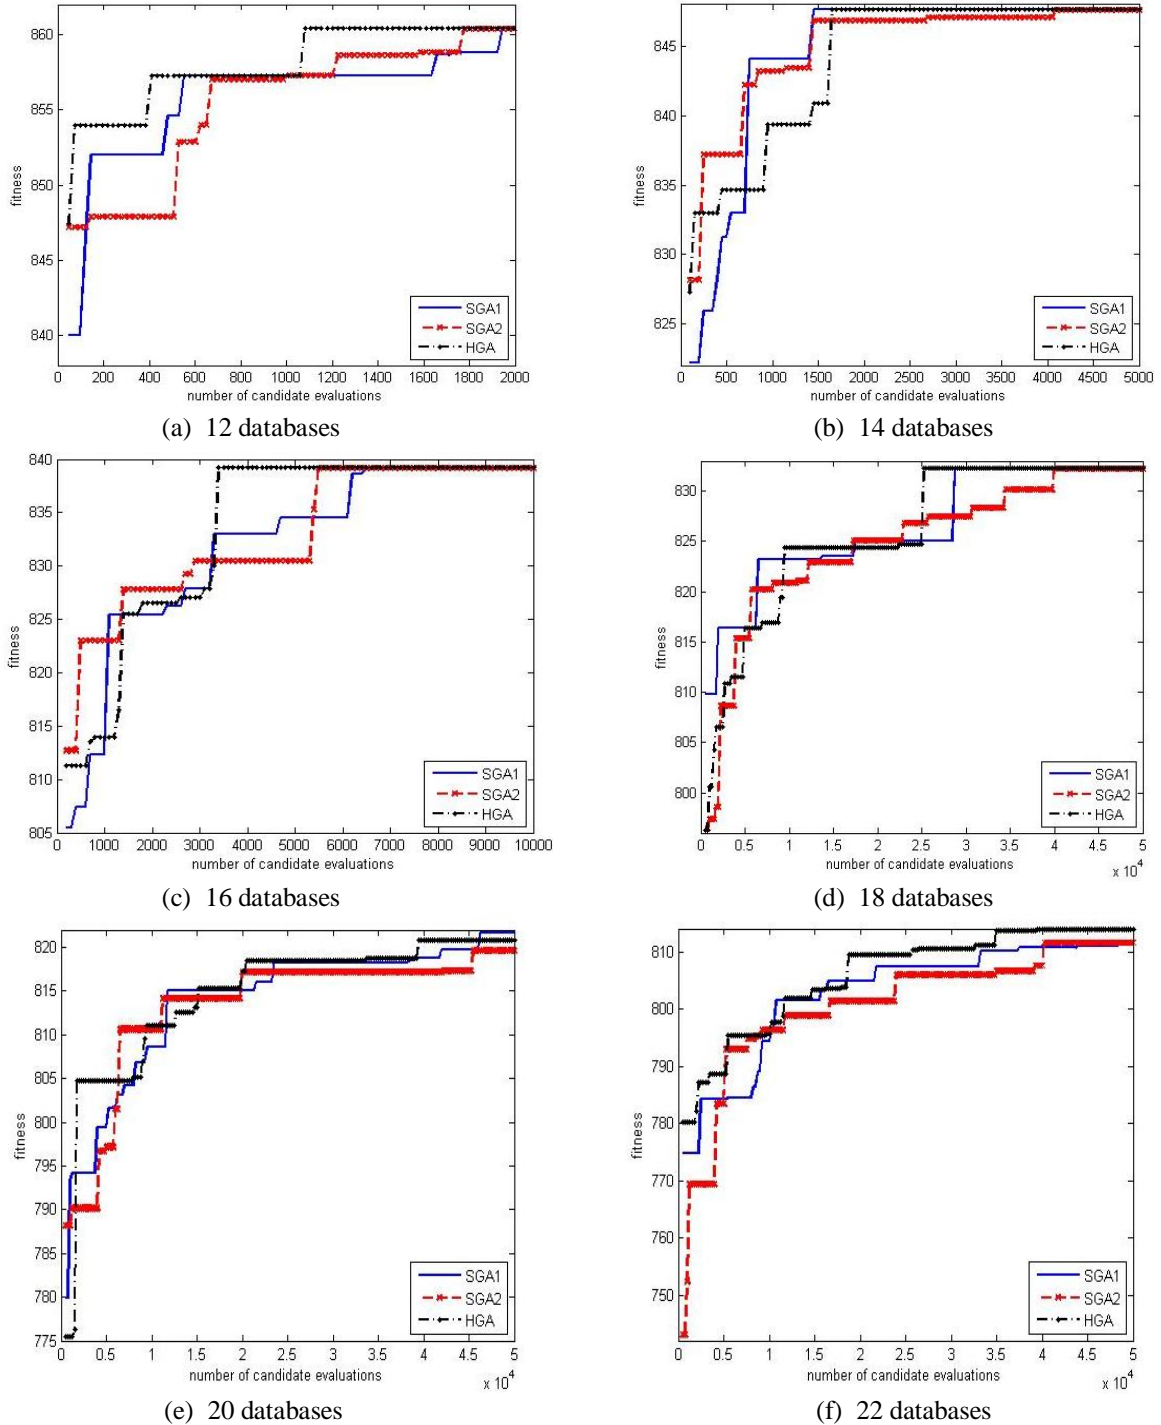 860
855
850
845
840
fitness
0 200 400 600 800 1000 1200 1400 1600 1800 2000
number of candidate evaluations
SGA1
SGA2
HGA
(a) 12 databases
845
840
835
830
825
fitness
0 500 1000 1500 2000 2500 3000 3500 4000 4500 5000
number of candidate evaluations
SGA1
SGA2
HGA
(b) 14 databases
840
835
830
825
820
815
810
805
fitness
0 1000 2000 3000 4000 5000 6000 7000 8000 9000 10000
number of candidate evaluations
SGA1
SGA2
HGA
(c) 16 databases
830
825
820
815
810
805
800
fitness
0 0.5 1 1.5 2 2.5 3 3.5 4 4.5 5
number of candidate evaluations
x 10⁴
SGA1
SGA2
HGA
(d) 18 databases
820
815
810
805
800
795
790
785
780
775
fitness
0 0.5 1 1.5 2 2.5 3 3.5 4 4.5 5
number of candidate evaluations
x 10⁴
SGA1
SGA2
HGA
(e) 20 databases
810
800
790
780
770
760
750
fitness
0 0.5 1 1.5 2 2.5 3 3.5 4 4.5 5
number of candidate evaluations
x 10⁴
SGA1
SGA2
HGA
(f) 22 databases